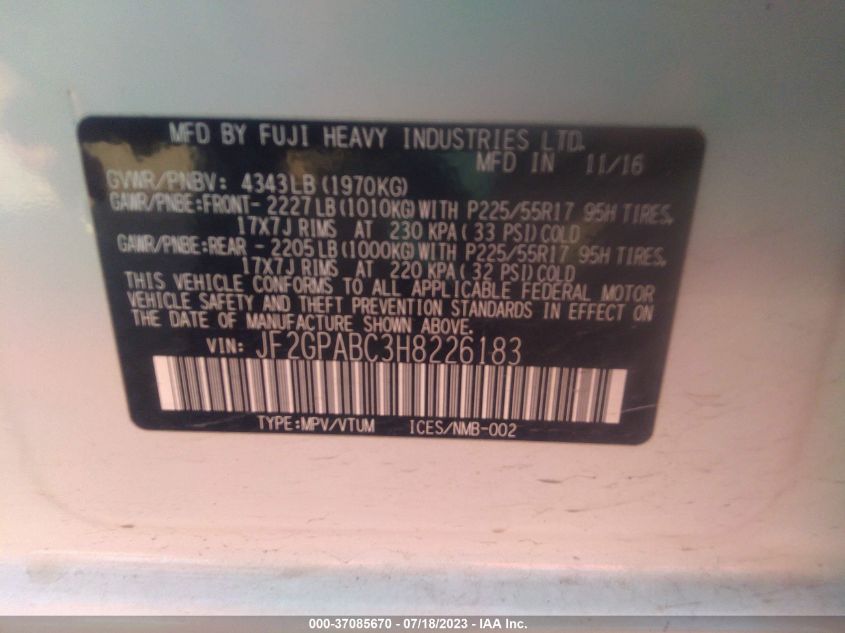 MFD BY FUJI HEAVY INDUSTRIES LTD.
MFD IN 11/16
GVWR/PNBV: 4343LB(1970KG)
GAWR/PNBE:FRONT- 2227LB(1010KG)WITH P225/55R17 95H TIRES,
17X7J RIMS AT 230 KPA( 33 PSI)COLD
GAWR/PNBE:REAR - 2205LB(1000KG)WITH P225/55R17 95H TIRES,
17X7J RIMS AT 220 KPA( 32 PSI)COLD
THIS VEHICLE CONFORMS TO ALL APPLICABLE FEDERAL MOTOR
VEHICLE SAFETY AND THEFT PREVENTION STANDARDS IN EFFECT ON
THE DATE OF MANUFACTURE SHOWN ABOVE.
VIN: JF2GPABC3H8226183
TYPE:MPV/VTUM ICES/NMB-002
000-37085670 - 07/18/2023 - IAA Inc.